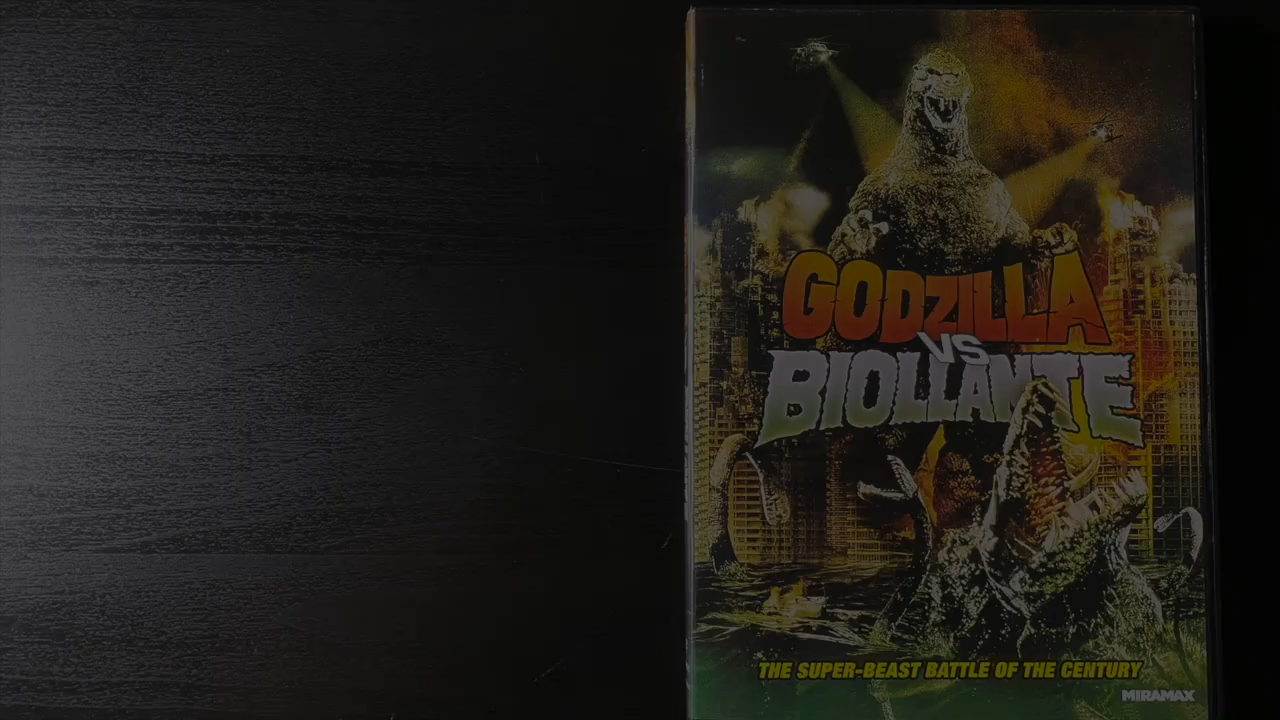 GODZILLA
VS
BIOLLANTE
THE SUPER-BEAST BATTLE OF THE CENTURY
MIRAMAX